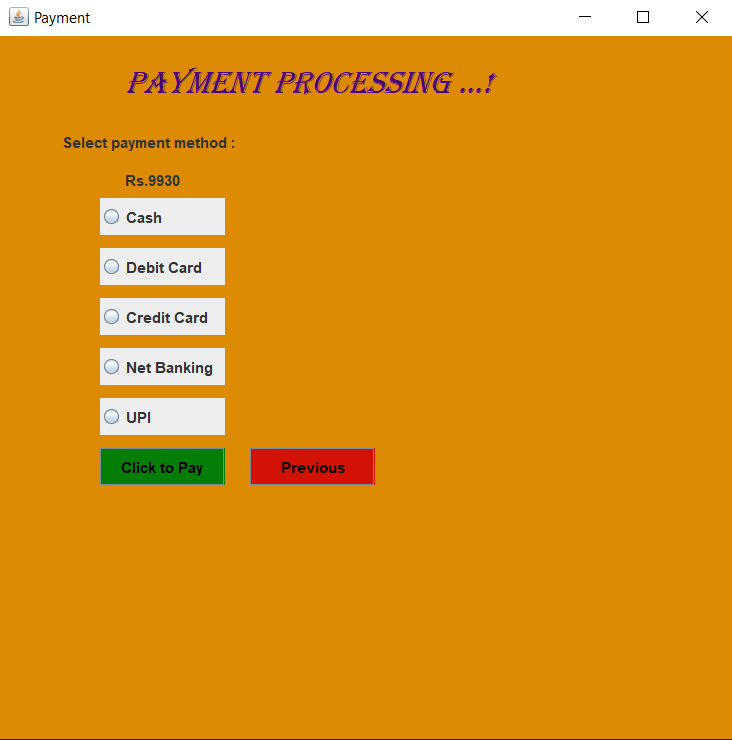 Payment
PAYMENT PROCESSING ...!
Select payment method :
Rs.9930
Cash
Debit Card
Credit Card
Net Banking
UPI
Click to Pay
Previous